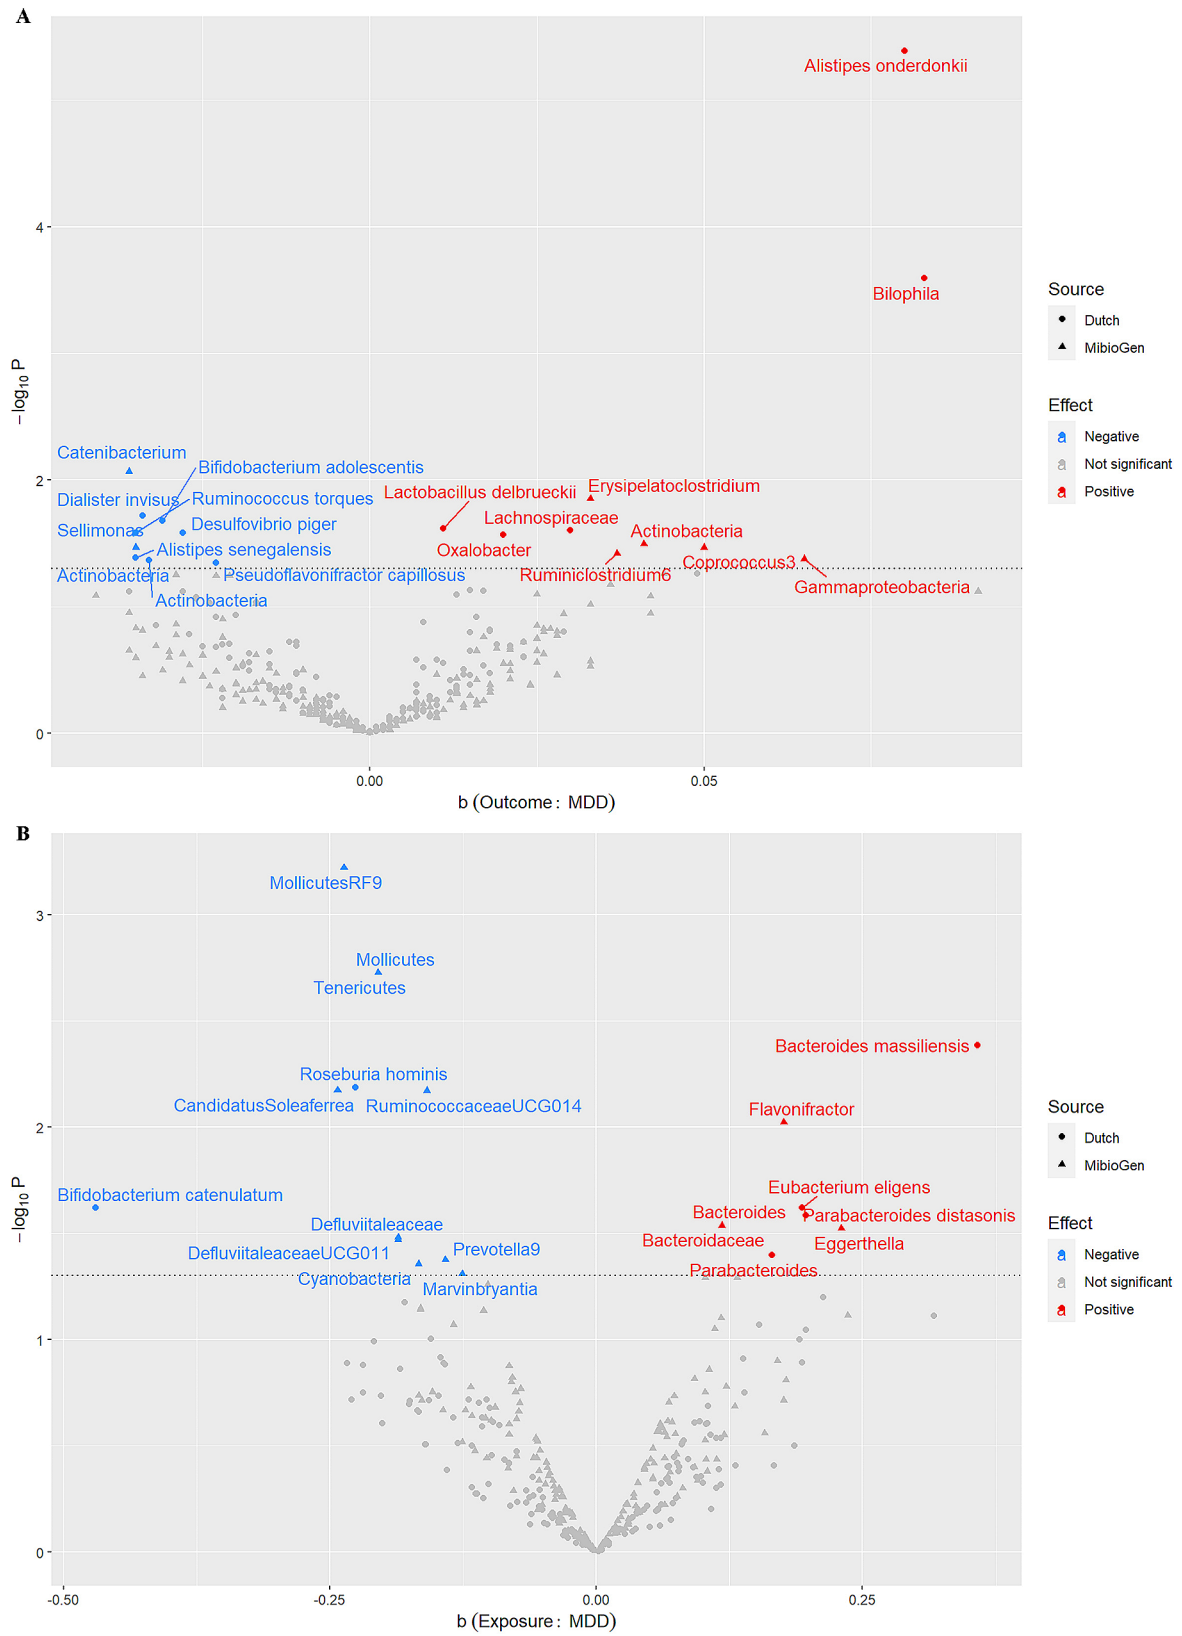 A
Alistipes onderdonkii
4
Bilophila
Source
Dutch
MibioGen
−log10 P
Effect
a Negative
a Not significant
a Positive
Catenibacterium
Bifidobacterium adolescentis
2
Lactobacillus delbrueckii
Erysipelatoclostridium
Dialister invisus
Ruminococcus torques
Lachnospiraceae
Sellimonas
Desulfovibrio piger
Actinobacteria
Alistipes senegalensis
Oxalobacter
Coprococcus3
Actinobacteria
Pseudoflavonifractor capillosus
Ruminiclostridium6
Gammaproteobacteria
Actinobacteria
0
0.00
0.05
b (Outcome: MDD)
B
MollicutesRF9
3
Mollicutes
Tenericutes
Bacteroides massiliensis
Roseburia hominis
CandidatusSoleaferrea
RuminococcaceaeUCG014
Flavonifractor
Source
Dutch
MibioGen
2
−log10 P
Bifidobacterium catenulatum
Eubacterium eligens
Bacteroides
Parabacteroides distasonis
Defluviitaleaceae
Effect
a Negative
a Not significant
a Positive
Bacteroidaceae
Eggerthella
DefluviitaleaceaeUCG011
Prevotella9
Parabacteroides
Cyanobacteria
Marvinbryantia
1
0
-0.50
-0.25
0.00
0.25
b (Exposure: MDD)